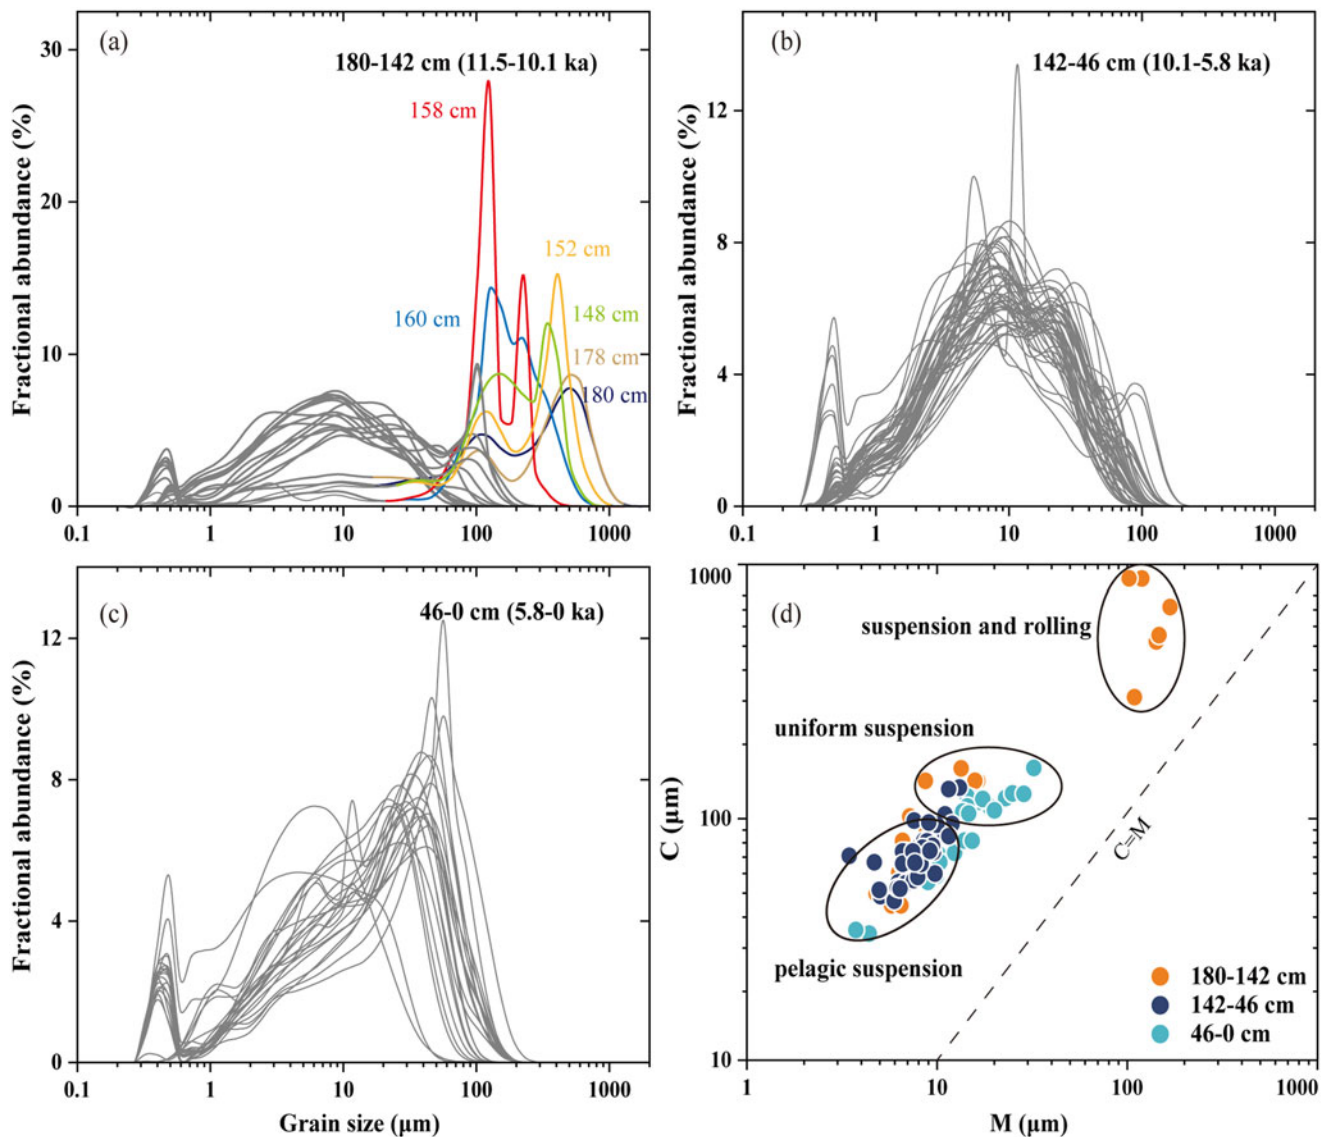 (a)
180-142 cm (11.5-10.1 ka)
158 cm
152 cm
160 cm
148 cm
178 cm
180 cm
30
20
10
0
Fractional abundance (%)
0.1 1 10 100 1000
(b)
142-46 cm (10.1-5.8 ka)
12
8
4
0
Fractional abundance (%)
0.1 1 10 100 1000
(c)
46-0 cm (5.8-0 ka)
12
8
4
0
Fractional abundance (%)
0.1 1 10 100 1000
Grain size (μm)
(d)
suspension and rolling
uniform suspension
pelagic suspension
C=M
180-142 cm
142-46 cm
46-0 cm
1000
100
10
C (μm)
1 10 100 1000
M (μm)